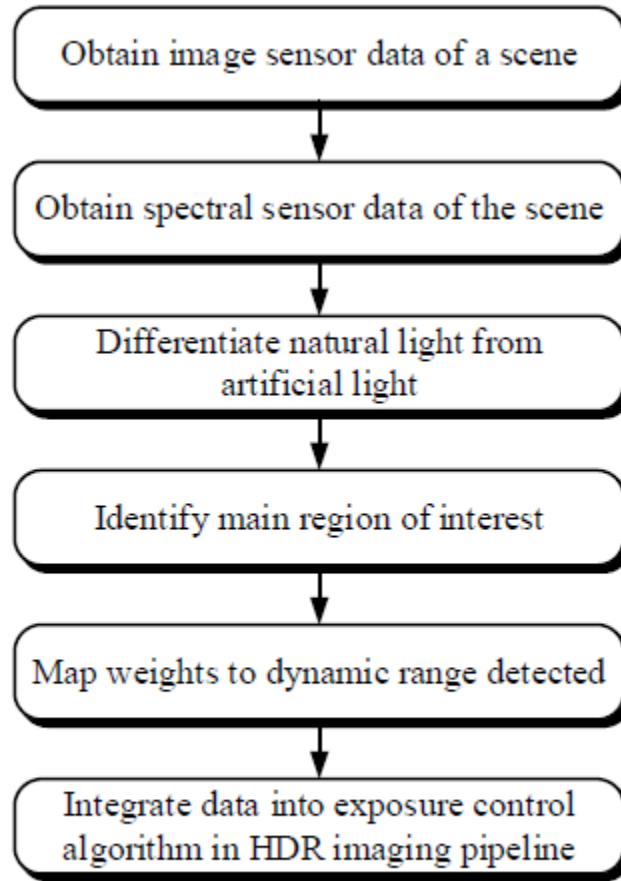 Obtain image sensor data of a scene
Obtain spectral sensor data of the scene
Differentiate natural light from
artificial light
Identify main region of interest
Map weights to dynamic range detected
Integrate data into exposure control
algorithm in HDR imaging pipeline